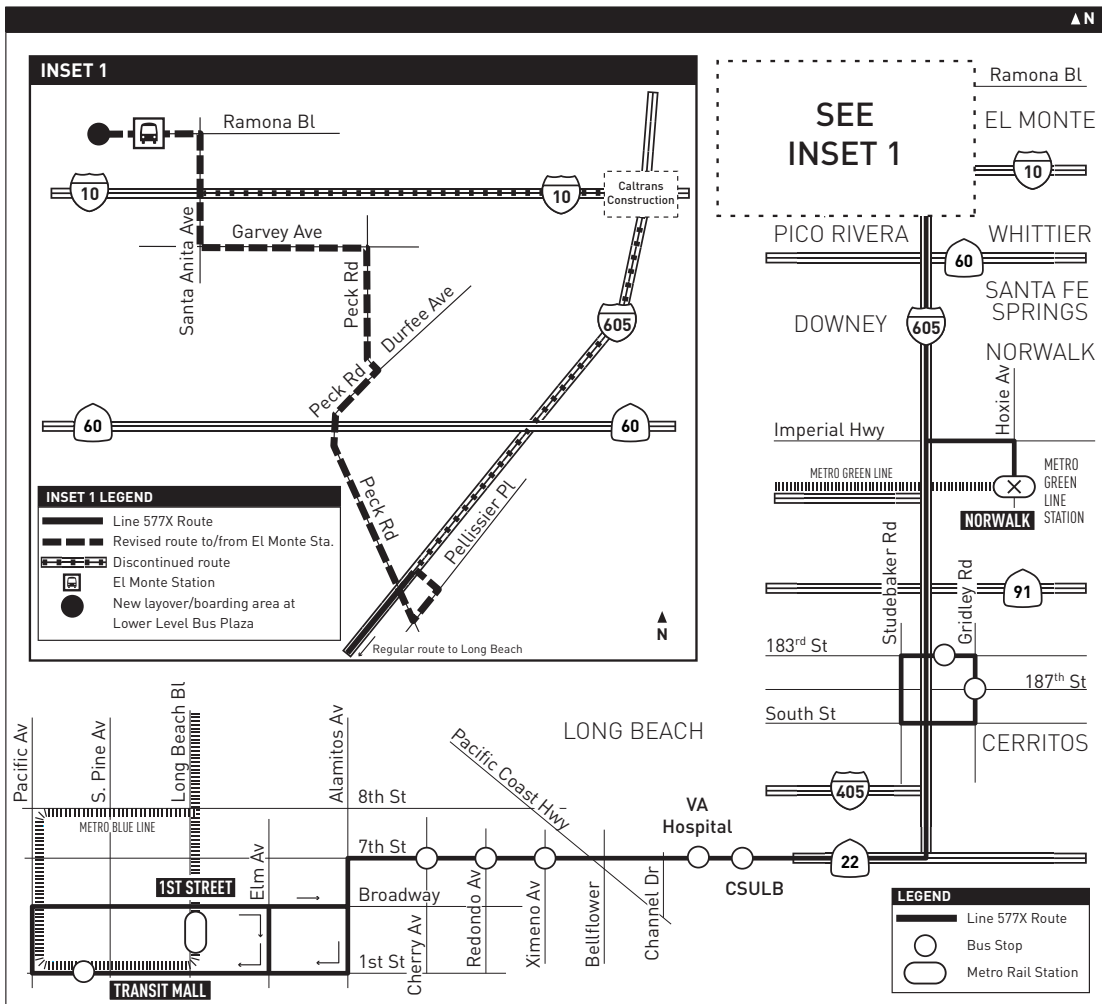 N
INSET 1
Ramona Bl
10
10
Caltrans
Construction
Santa Anita Ave
Garvey Ave
Peck Rd
Durfee Ave
605
Peck Rd
60
60
Peck Rd
Pellissier Pl
INSET 1 LEGEND
Line 577X Route
Revised route to/from El Monte Sta.
Discontinued route
El Monte Station
New layover/boarding area at
Lower Level Bus Plaza
N
Regular route to Long Beach
SEE
INSET 1
Ramona Bl
EL MONTE
10
PICO RIVERA
WHITTIER
60
SANTA FE
SPRINGS
DOWNEY
605
NORWALK
Hoxie Av
Imperial Hwy
METRO GREEN LINE
METRO
GREEN
LINE
STATION
NORWALK
Studebaker Rd
Gridley Rd
91
183rd St
187th St
South St
CERRITOS
LONG BEACH
405
Pacific Av
S. Pine Av
Long Beach Bl
Alamitos Av
Pacific Coast Hwy
8th St
METRO BLUE LINE
VA
Hospital
7th St
22
CSULB
1ST STREET
Elm Av
Broadway
Cherry Av
Redondo Av
Ximeno Av
Bellflower
Channel Dr
1st St
TRANSIT MALL
LEGEND
Line 577X Route
Bus Stop
Metro Rail Station